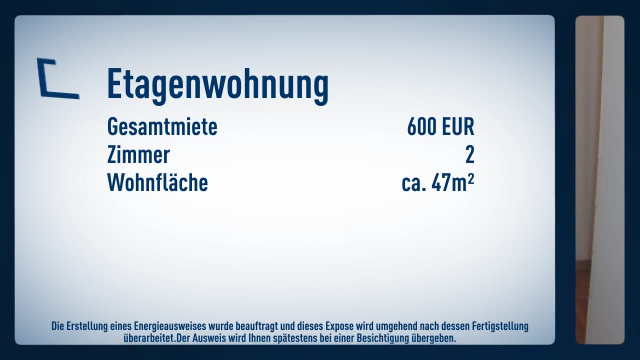 Etagenwohnung
Gesamtmiete 600 EUR
Zimmer 2
Wohnfläche ca. 47m²
Die Erstellung eines Energieausweises wurde beauftragt und dieses Expose wird umgehend nach dessen Fertigstellung
überarbeitet.Der Ausweis wird Ihnen spätestens bei einer Besichtigung übergeben.